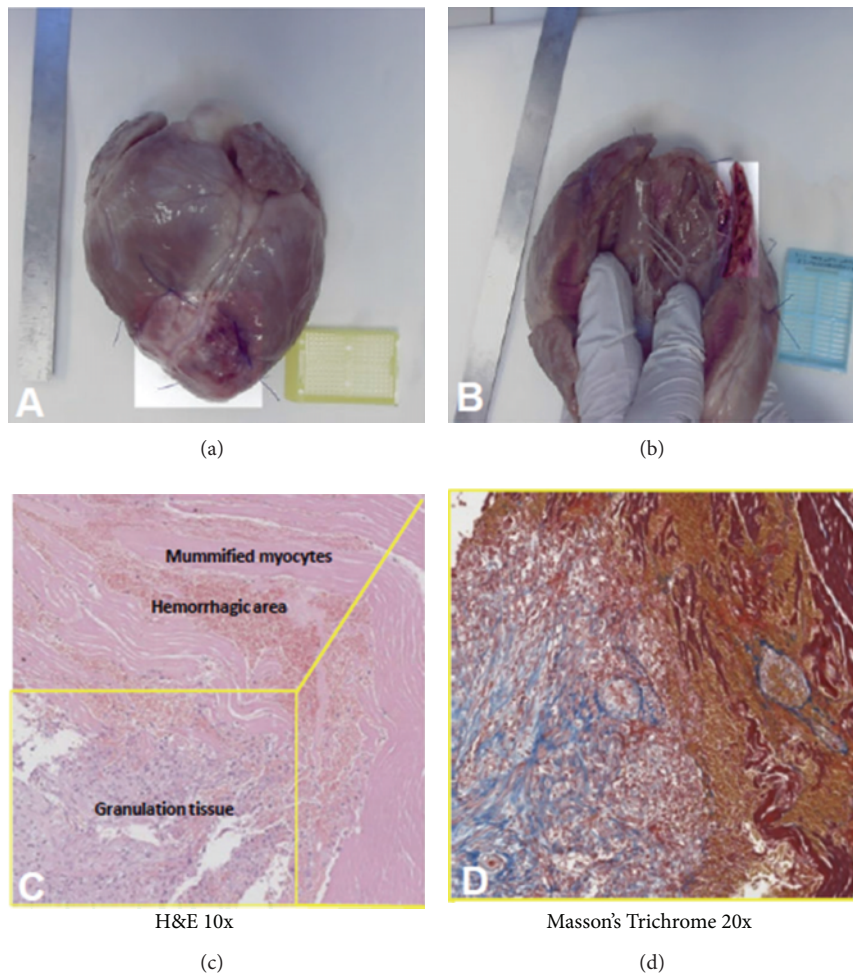 A
B
(a)
(b)
Mummified myocytes
Hemorrhagic area
Granulation tissue
C
D
H&E 10x
Masson's Trichrome 20x
(c)
(d)